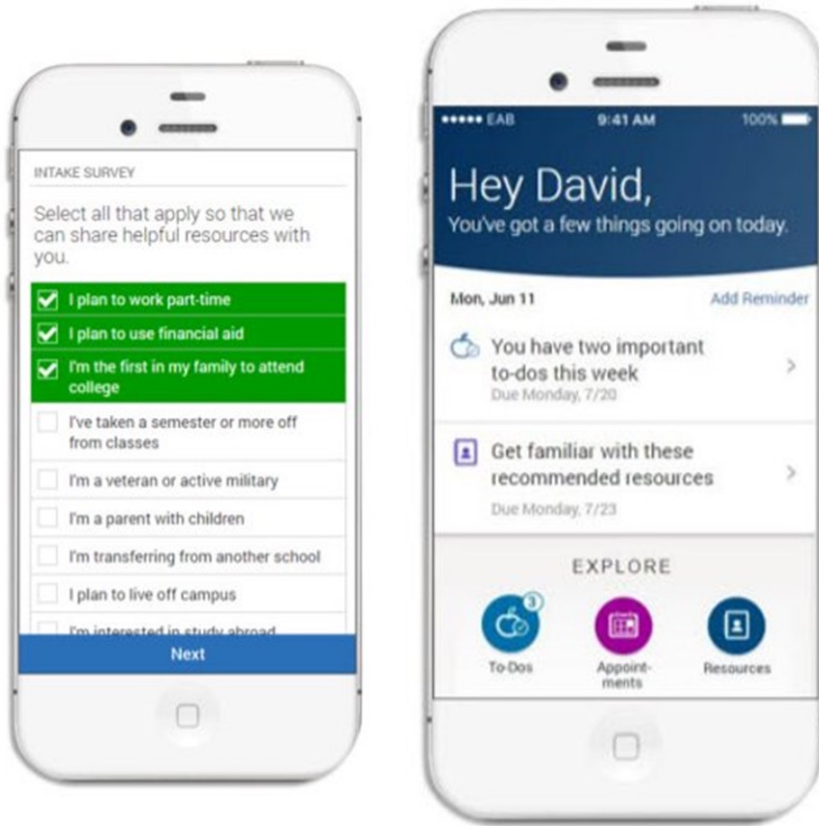 INTAKE SURVEY
Select all that apply so that we
can share helpful resources with
you.
I plan to work part-time
I plan to use financial aid
I'm the first in my family to attend
college
I've taken a semester or more off
from classes
I'm a veteran or active military
I'm a parent with children
I'm transferring from another school
I plan to live off campus
I'm interested in study abroad
Next
EAB 9:41 AM 100%
Hey David,
You've got a few things going on today.
Mon, Jun 11 Add Reminder
You have two important
to-dos this week
Due Monday, 7/20
Get familiar with these
recommended resources
Due Monday, 7/23
EXPLORE
3
To-Dos
Appoint-
ments
Resources